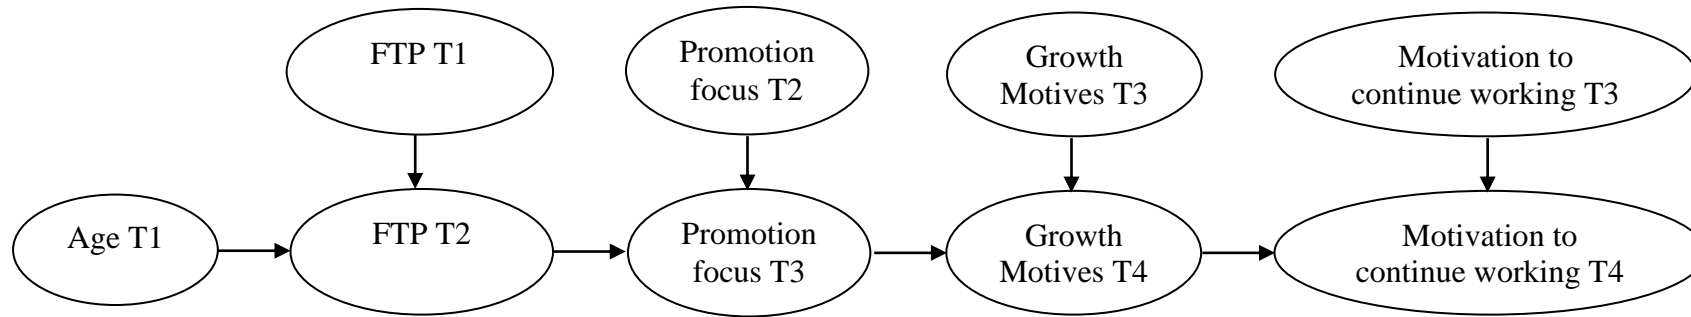 FTP T1
Promotion
focus T2
Growth
Motives T3
Motivation to
continue working T3
Age T1
FTP T2
Promotion
focus T3
Growth
Motives T4
Motivation to
continue working T4